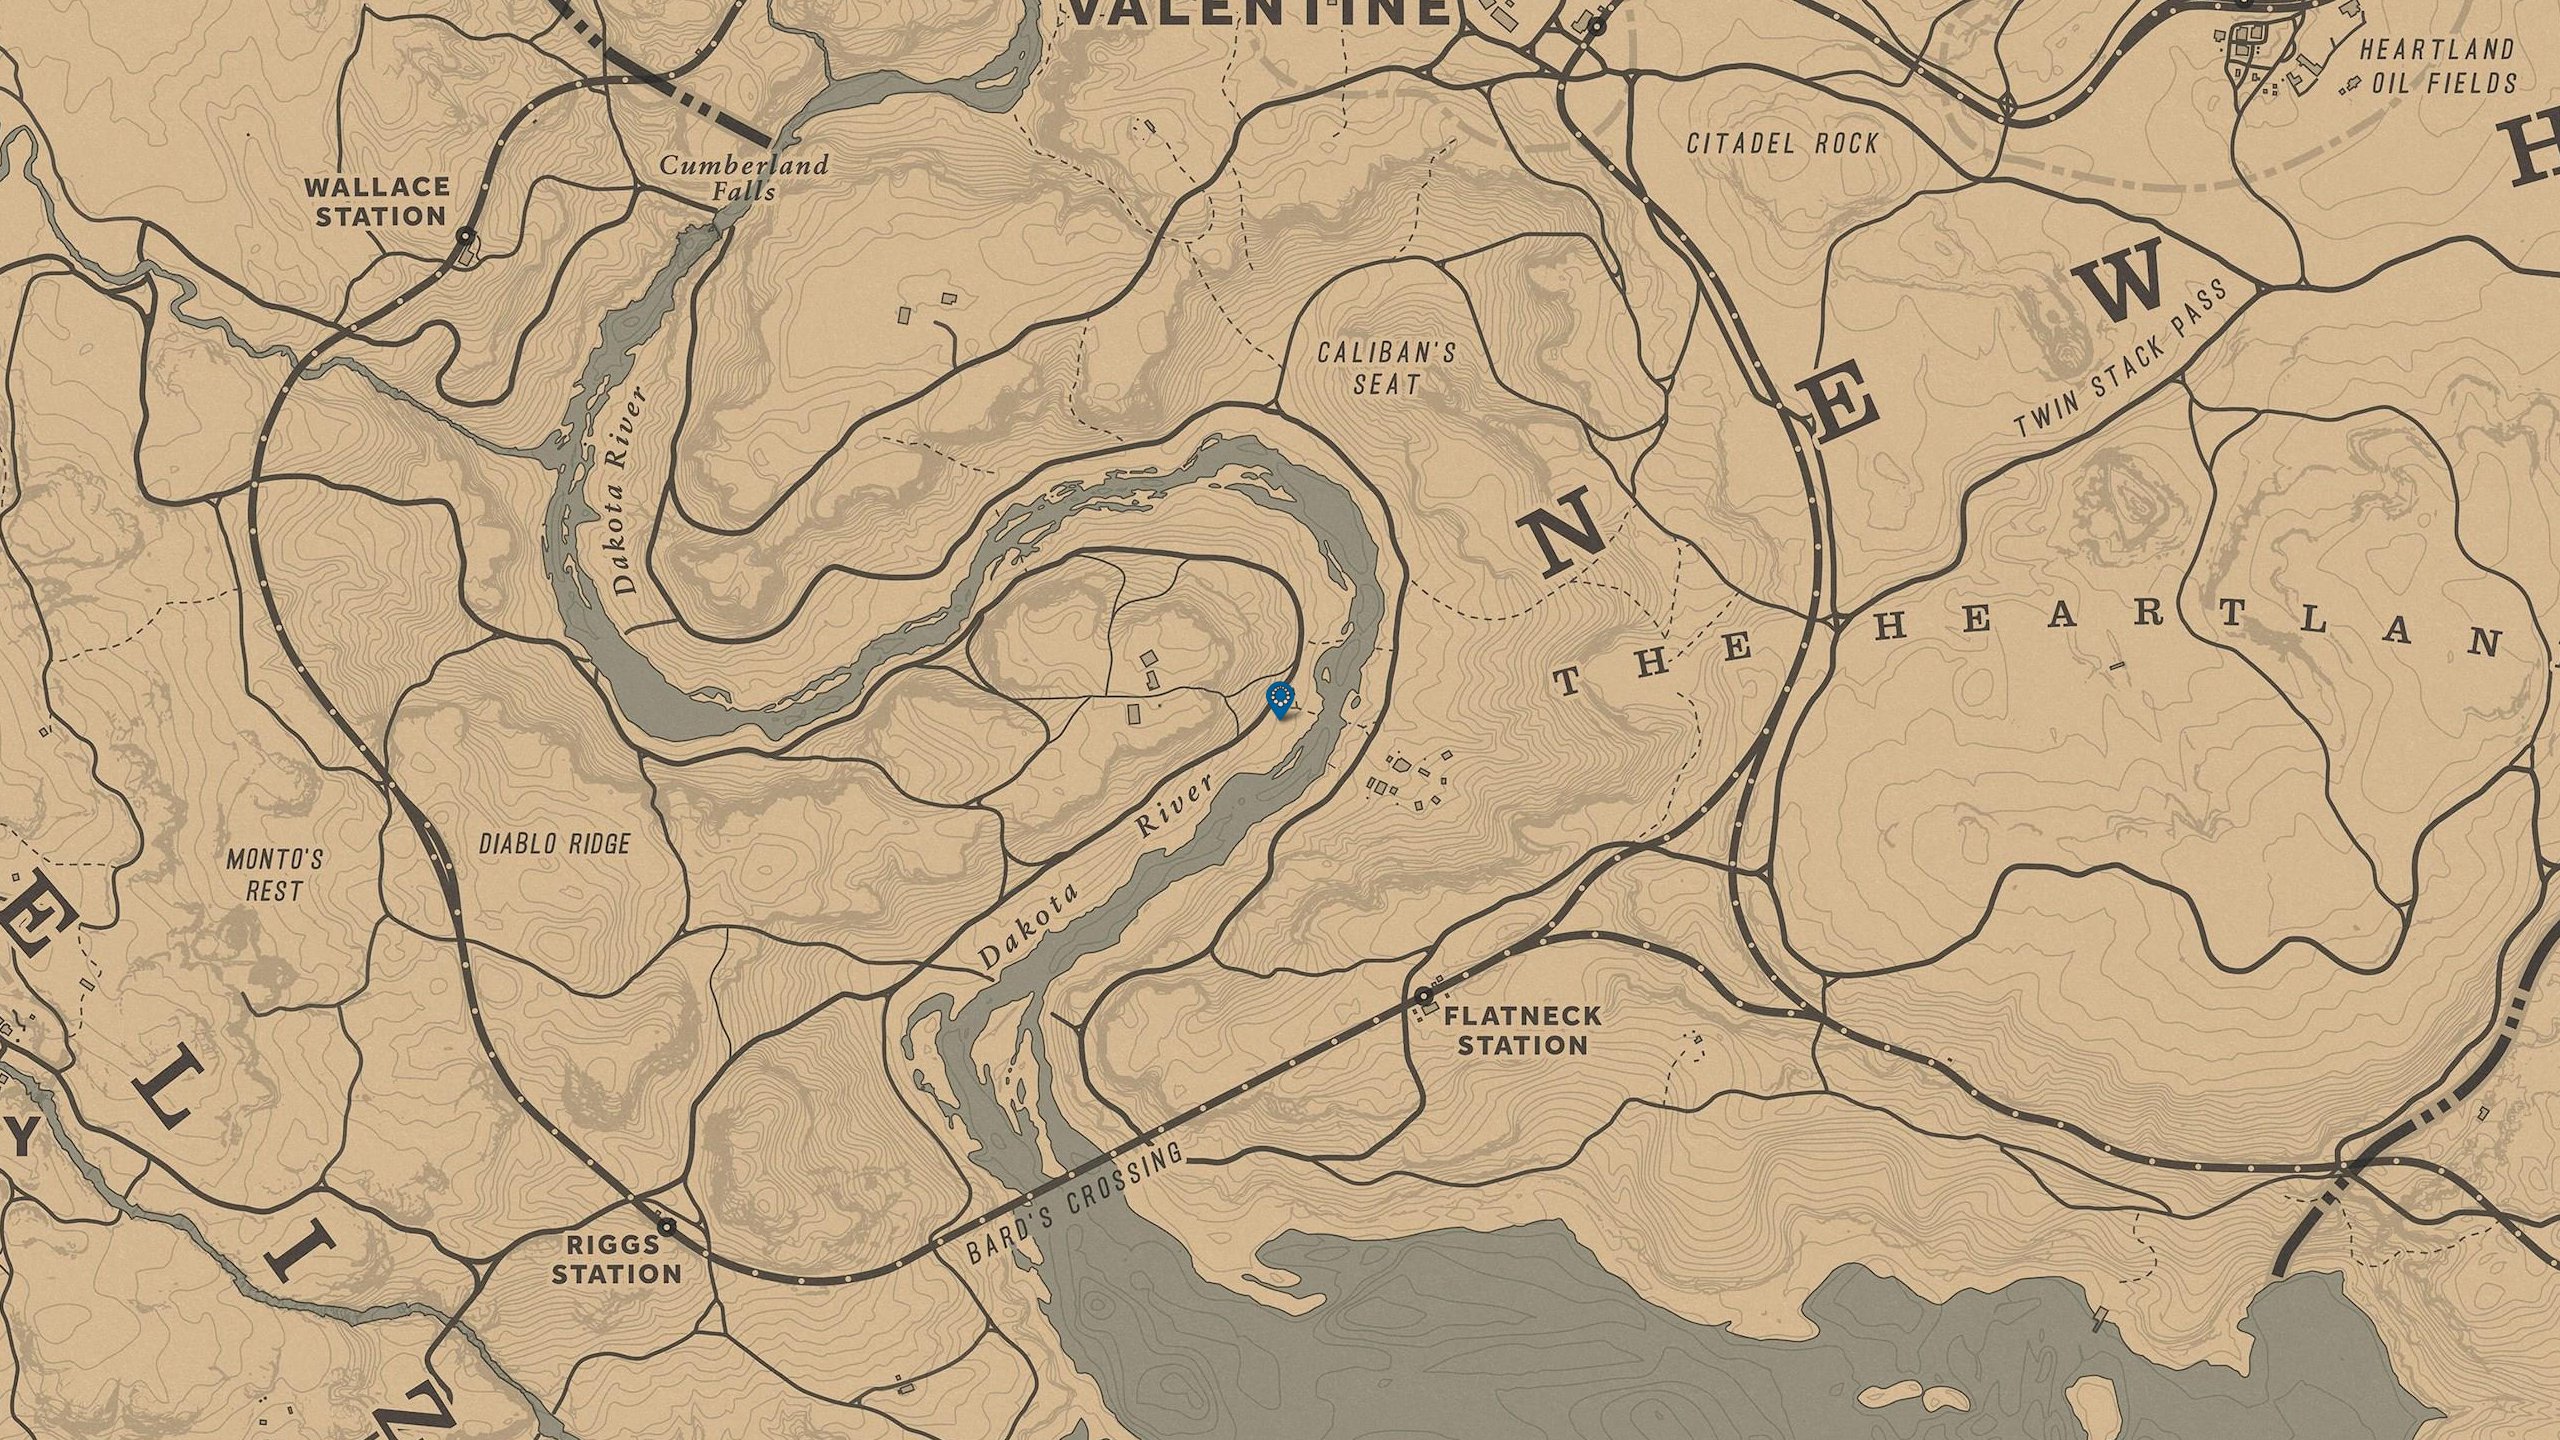 VALENTINE
HEARTLAND
OIL FIELDS
H
CITADEL ROCK
Cumberland
Falls
WALLACE
STATION
W
TWIN STACK PASS
E
CALIBAN'S
SEAT
Dakota River
N
THE HEARTLAN
River
Dakota
DIABLO RIDGE
MONTO'S
REST
E
L
I
N
Y
FLATNECK
STATION
BARD'S CROSSING
RIGGS
STATION